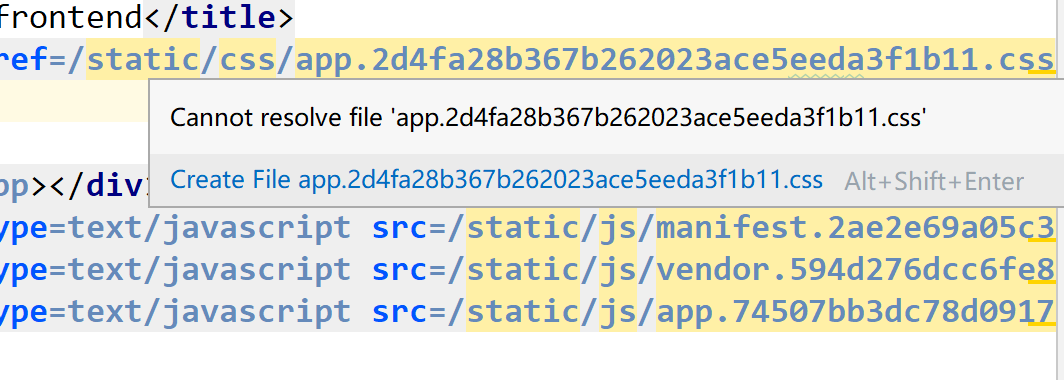 frontend</title>
ref=/static/css/app.2d4fa28b367b262023ace5eeda3f1b11.css
Cannot resolve file 'app.2d4fa28b367b262023ace5eeda3f1b11.css'
pp></div>
Create File app.2d4fa28b367b262023ace5eeda3f1b11.css Alt+Shift+Enter
ype=text/javascript src=/static/js/manifest.2ae2e69a05c3
ype=text/javascript src=/static/js/vendor.594d276dcc6fe8
ype=text/javascript src=/static/js/app.74507bb3dc78d0917